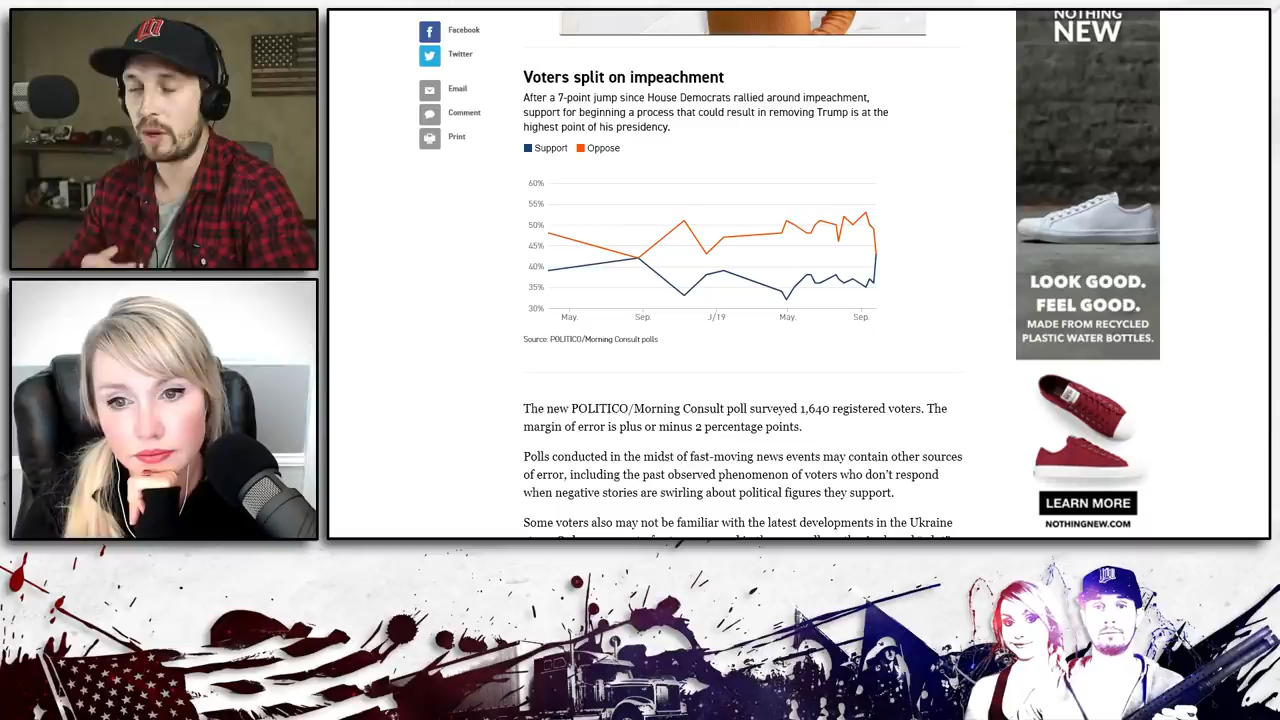 Facebook
Twitter
Email
Comment
Print
Voters split on impeachment
After a 7-point jump since House Democrats rallied around impeachment,
support for beginning a process that could result in removing Trump is at the
highest point of his presidency.
Support Oppose
60%
55%
50%
45%
40%
35%
30%
May. Sep. J/19 May. Sep.
Source: POLITICO/Morning Consult polls
The new POLITICO/Morning Consult poll surveyed 1,640 registered voters. The
margin of error is plus or minus 2 percentage points.
Polls conducted in the midst of fast-moving news events may contain other sources
of error, including the past observed phenomenon of voters who don't respond
when negative stories are swirling about political figures they support.
Some voters also may not be familiar with the latest developments in the Ukraine
NOTHING
NEW
LOOK GOOD.
FEEL GOOD.
MADE FROM RECYCLED
PLASTIC WATER BOTTLES.
LEARN MORE
NOTHINGNEW.COM